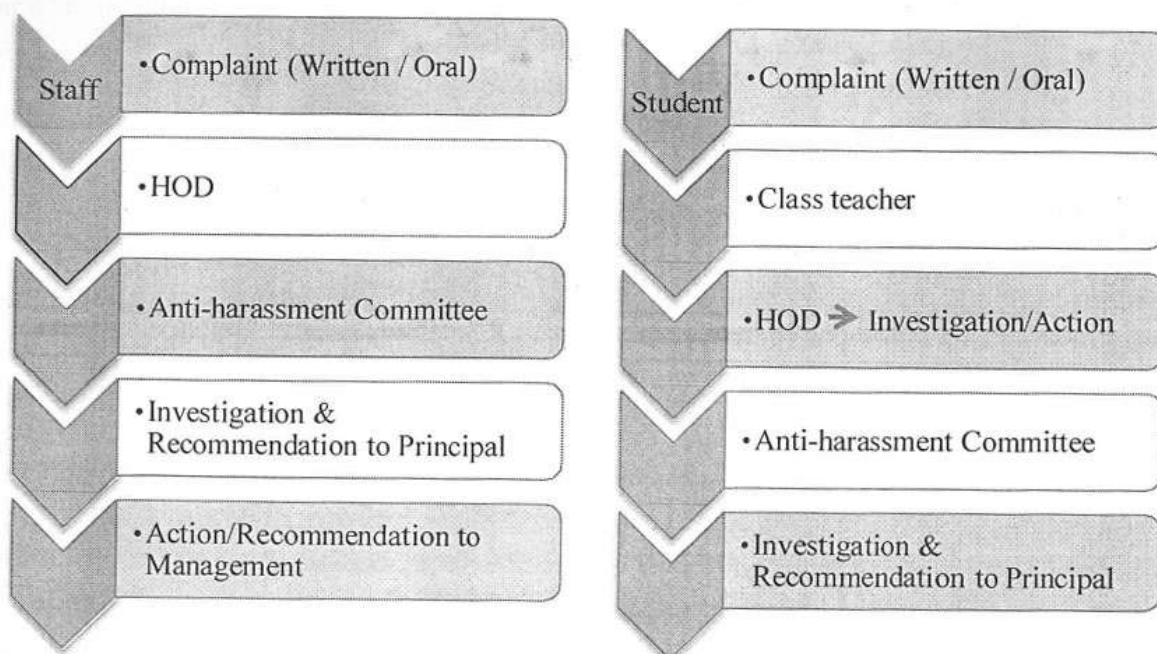 Staff
•Complaint (Written / Oral)
•HOD
•Anti-harassment Committee
•Investigation &
Recommendation to Principal
•Action/Recommendation to
Management
Student
•Complaint (Written / Oral)
•Class teacher
•HOD ➔ Investigation/Action
•Anti-harassment Committee
•Investigation &
Recommendation to Principal